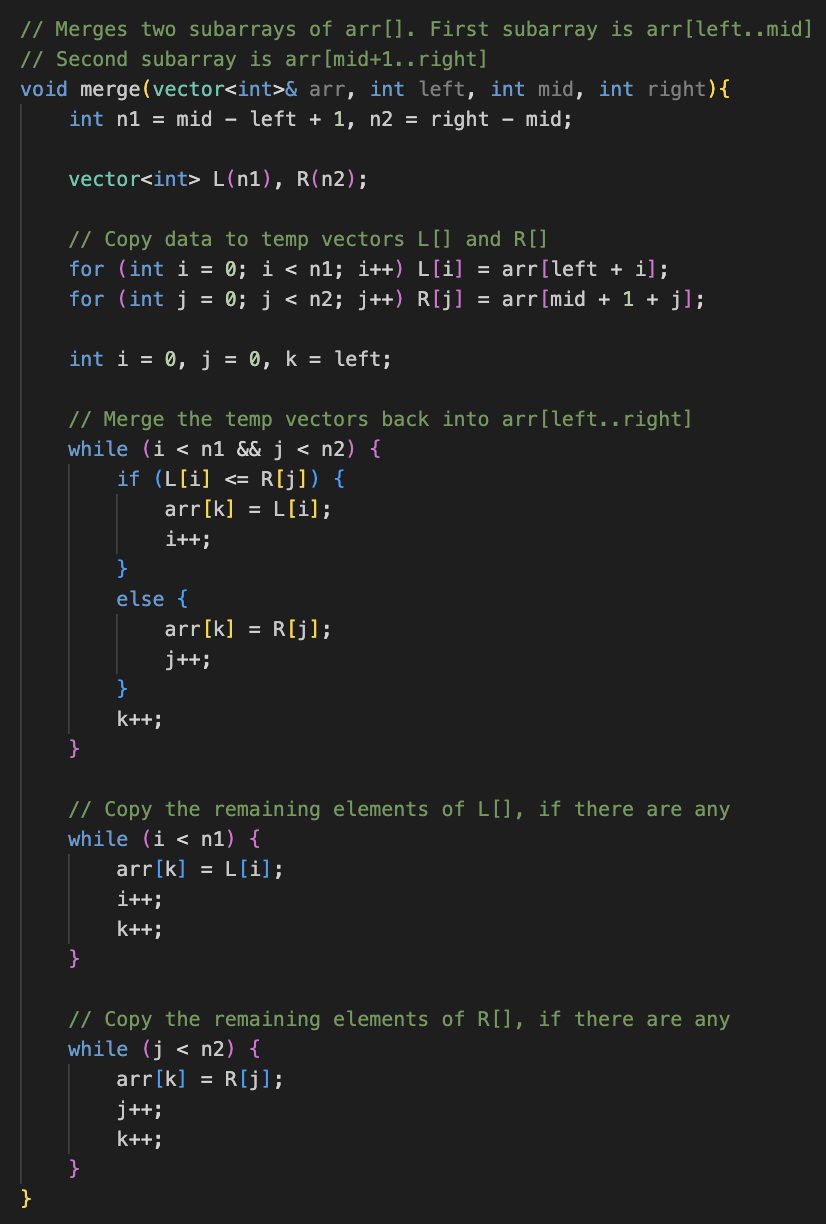 // Merges two subarrays of arr[]. First subarray is arr[left..mid]
// Second subarray is arr[mid+1..right]
void merge(vector<int>& arr, int left, int mid, int right){
    int n1 = mid - left + 1, n2 = right - mid;

    vector<int> L(n1), R(n2);

    // Copy data to temp vectors L[] and R[]
    for (int i = 0; i < n1; i++) L[i] = arr[left + i];
    for (int j = 0; j < n2; j++) R[j] = arr[mid + 1 + j];

    int i = 0, j = 0, k = left;

    // Merge the temp vectors back into arr[left..right]
    while (i < n1 && j < n2) {
        if (L[i] <= R[j]) {
            arr[k] = L[i];
            i++;
        }
        else {
            arr[k] = R[j];
            j++;
        }
        k++;
    }

    // Copy the remaining elements of L[], if there are any
    while (i < n1) {
        arr[k] = L[i];
        i++;
        k++;
    }

    // Copy the remaining elements of R[], if there are any
    while (j < n2) {
        arr[k] = R[j];
        j++;
        k++;
    }
}